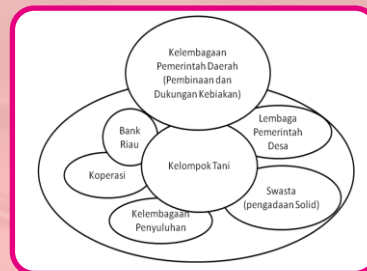 Kelembagaan
Pemerintah Daerah
(Pembinaan dan
Dukungan Kebiakan)
Bank
Riau
Lembaga
Pemerintah
Desa
Kelompok Tani
Koperasi
Swasta
(pengadaan Solid)
Kelembagaan
Penyuluhan